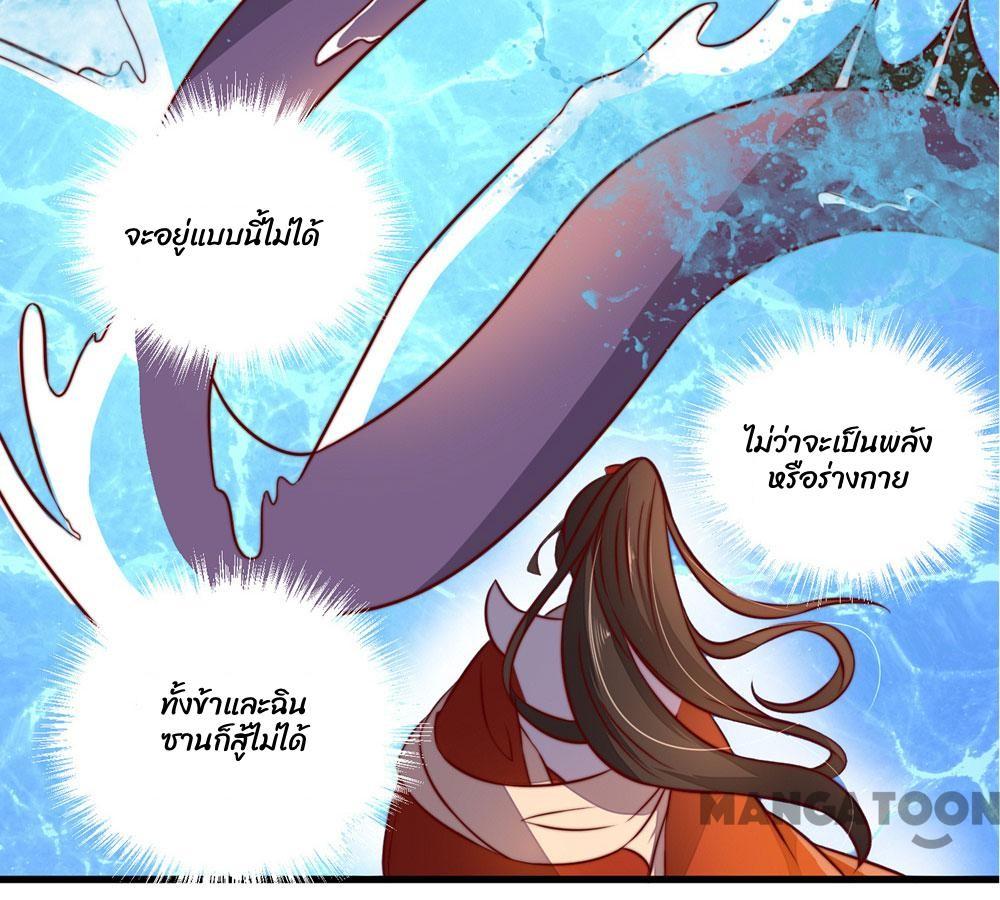 จะอยู่แบบนี้ไม่ได้
ไม่ว่าจะเป็นพลัง
หรือร่างกาย
ทั้งข้าและฉิน
ซานก็สู้ไม่ได้
MANGA TOON